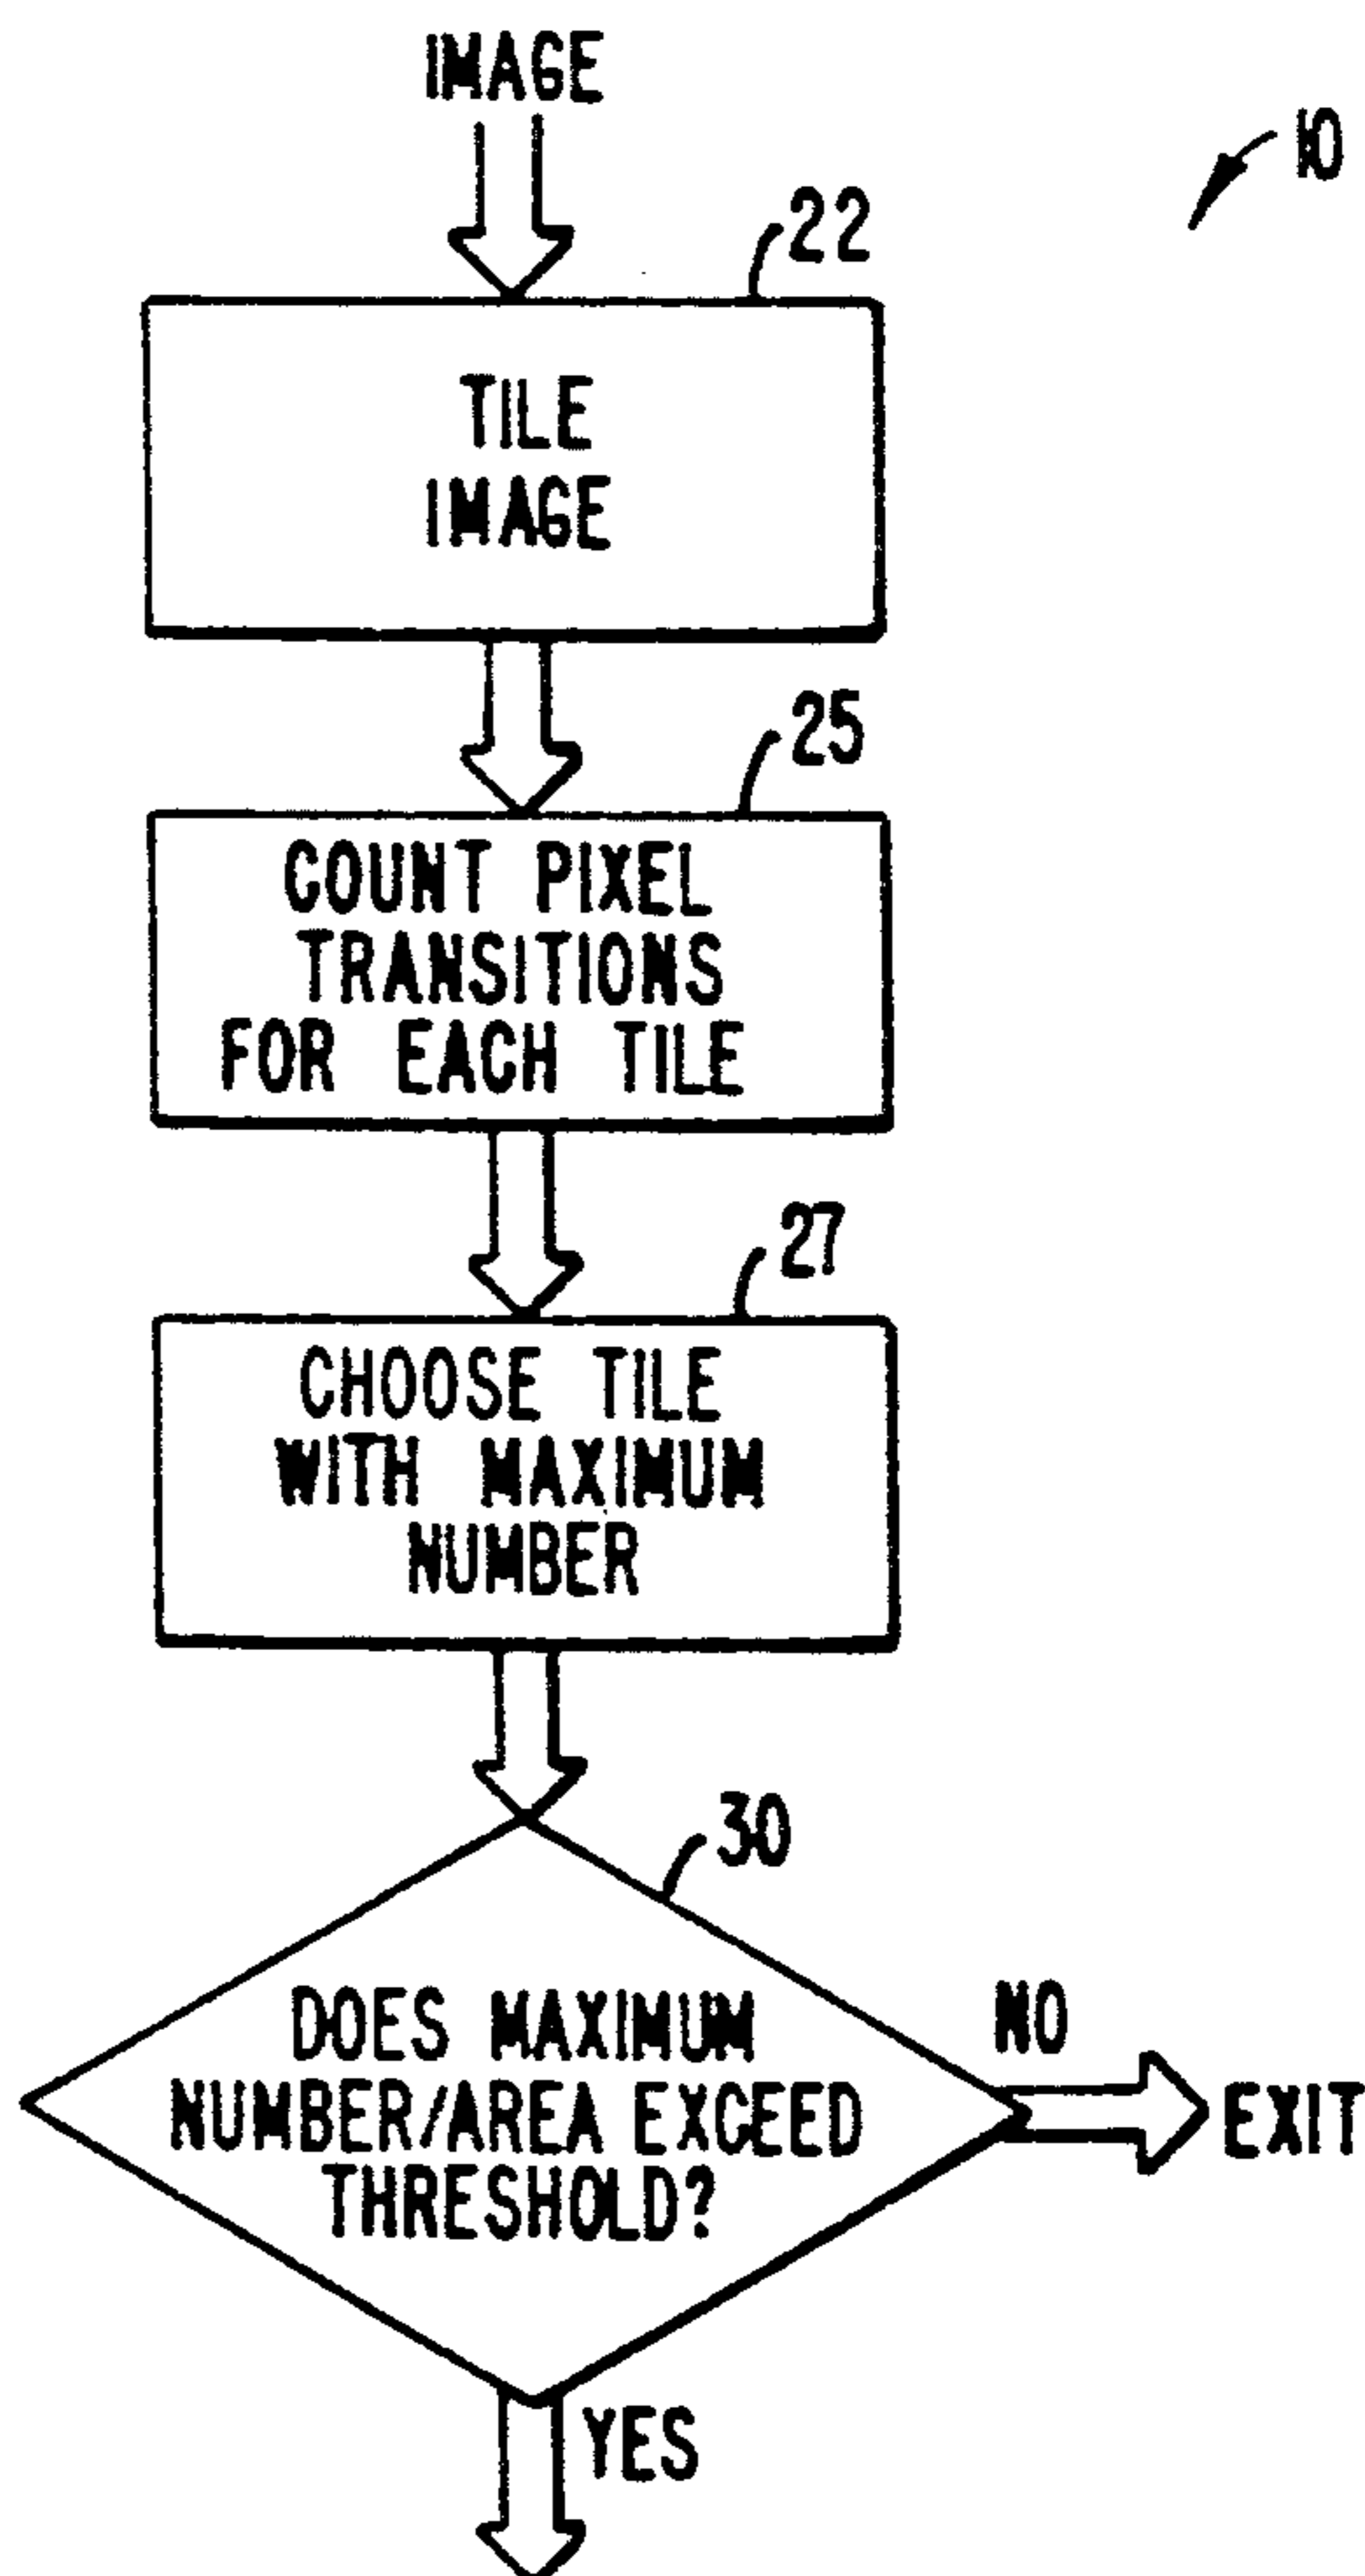 IMAGE
10
22
TILE
IMAGE
25
COUNT PIXEL
TRANSITIONS
FOR EACH TILE
27
CHOOSE TILE
WITH MAXIMUM
NUMBER
30
DOES MAXIMUM
NUMBER/AREA EXCEED
THRESHOLD?
NO
EXIT
YES